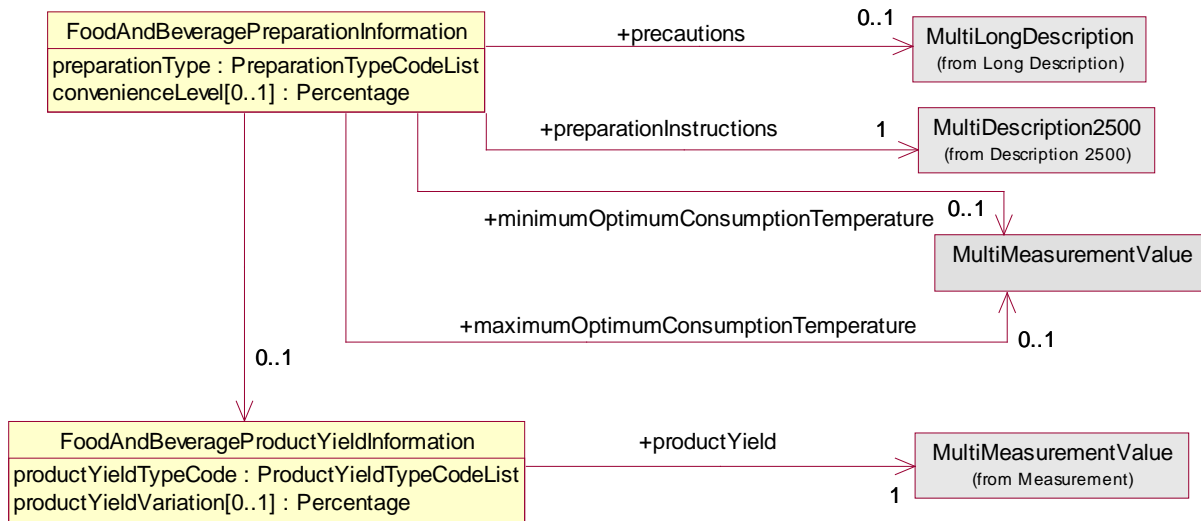 FoodAndBeveragePreparationInformation
preparationType : PreparationTypeCodeList
convenienceLevel[0..1] : Percentage
+precautions
0..1
MultiLongDescription
(from Long Description)
+preparationInstructions
1
MultiDescription2500
(from Description 2500)
+minimumOptimumConsumptionTemperature
0..1
MultiMeasurementValue
+maximumOptimumConsumptionTemperature
0..1
0..1
FoodAndBeverageProductYieldInformation
productYieldTypeCode : ProductYieldTypeCodeList
productYieldVariation[0..1] : Percentage
+productYield
1
MultiMeasurementValue
(from Measurement)